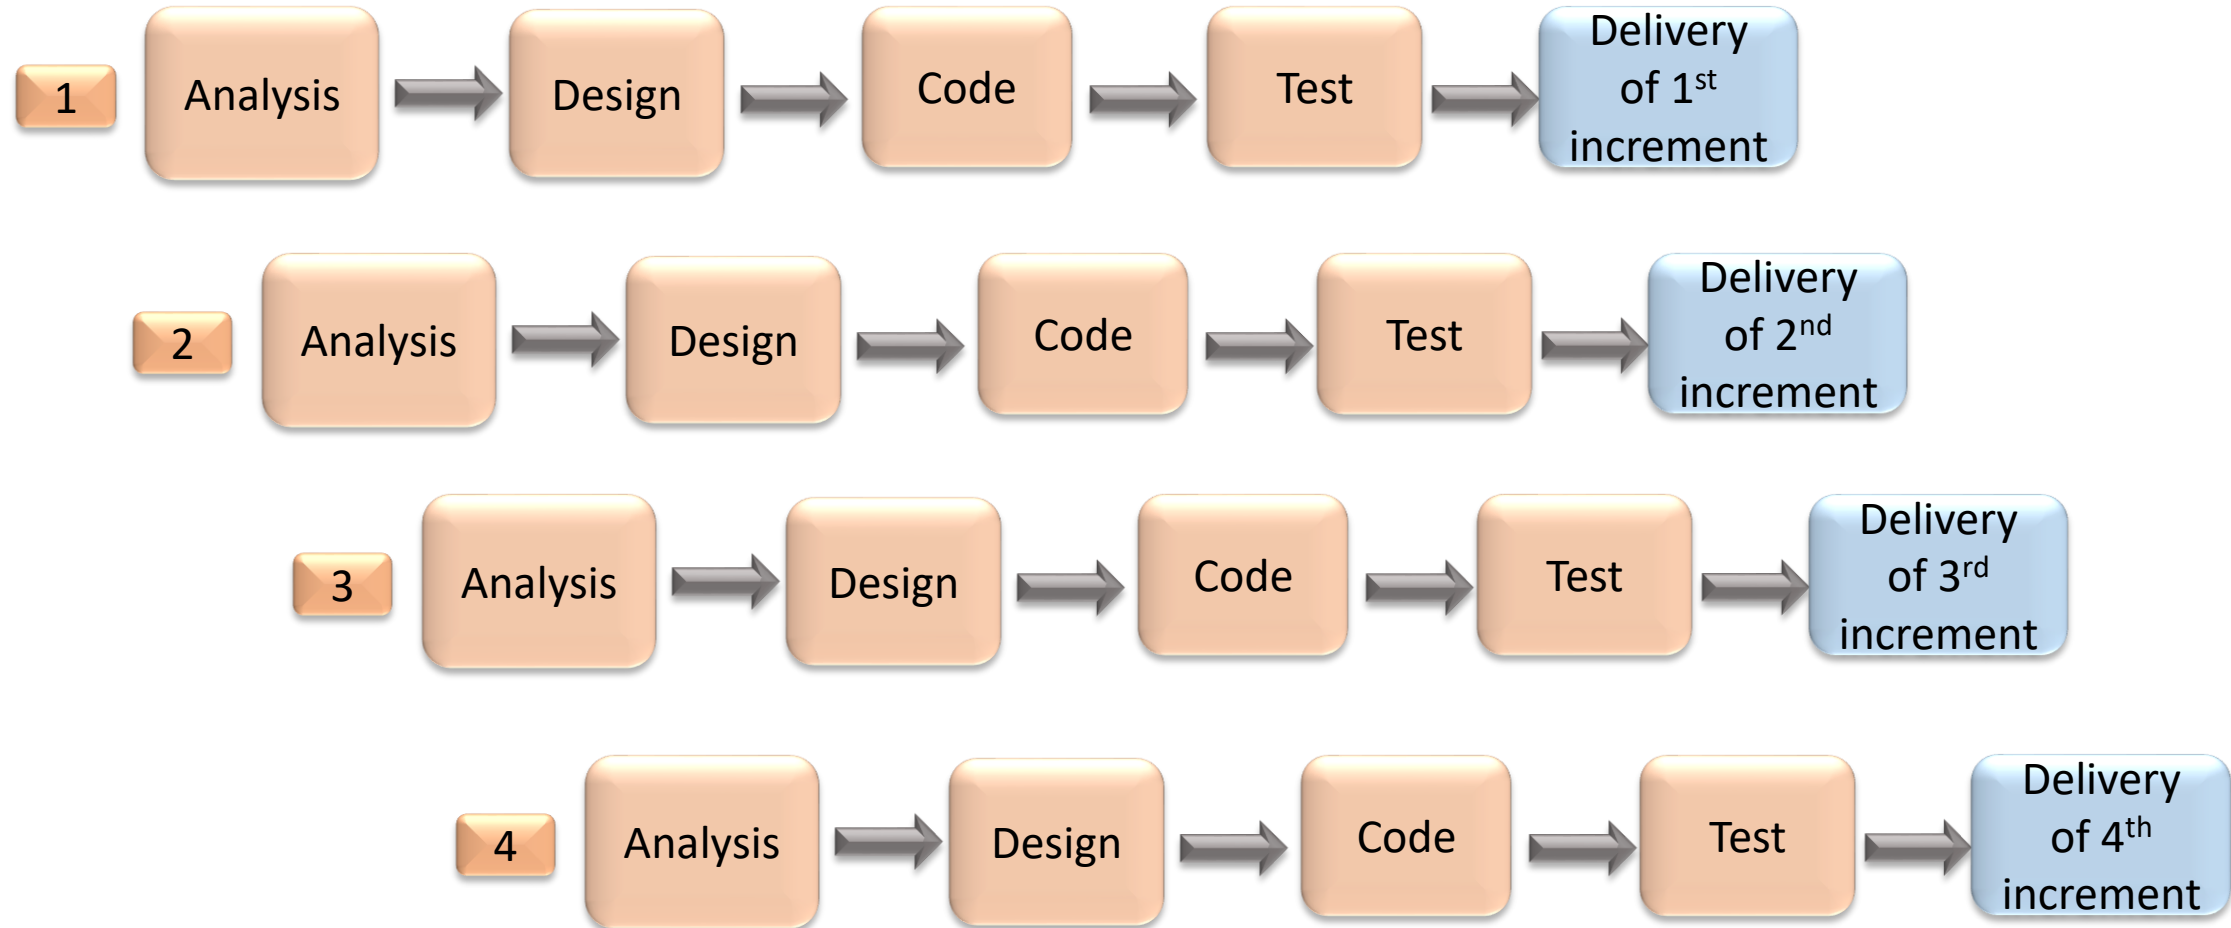 1
Analysis
Design
Code
Test
Delivery
of 1st
increment
2
Analysis
Design
Code
Test
Delivery
of 2nd
increment
3
Analysis
Design
Code
Test
Delivery
of 3rd
increment
4
Analysis
Design
Code
Test
Delivery
of 4th
increment